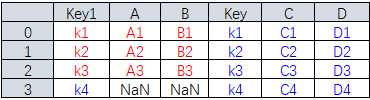 Key1 A B Key C D
0 k1 A1 B1 k1 C1 D1
1 k2 A2 B2 k2 C2 D2
2 k3 A3 B3 k3 C3 D3
3 k4 NaN NaN k4 C4 D4